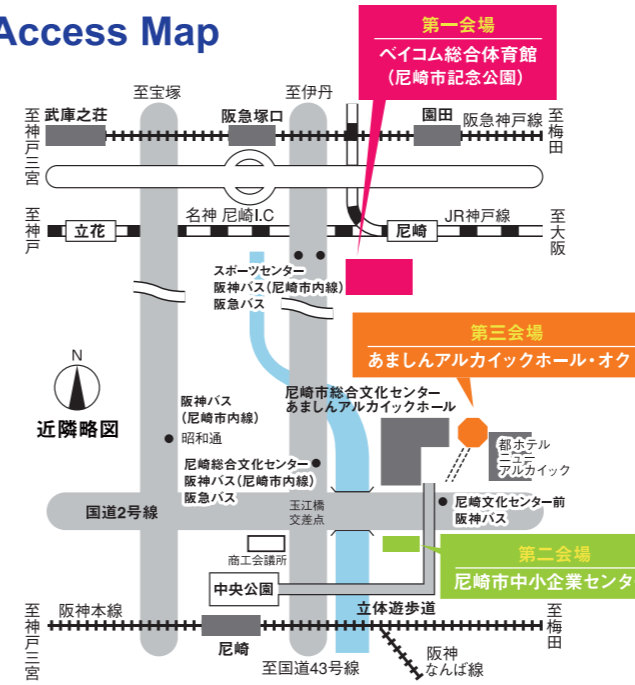 Access Map
第一会場
ベイコム総合体育館
(尼崎市記念公園)
至宝塚
至伊丹
至神戸三宮
武庫之荘
阪急塚口
園田
阪急神戸線
至梅田
名神 尼崎I.C
JR神戸線
至神戸
立花
尼崎
至大阪
スポーツセンター
阪神バス(尼崎市内線)
阪急バス
第三会場
あましんアルカイックホール・オク
N
近隣略図
尼崎市総合文化センター
あましんアルカイックホール
阪神バス
(尼崎市内線)
昭和通
都ホテル
ニュー
アルカイック
尼崎総合文化センター
阪神バス(尼崎市内線)
阪急バス
国道2号線
玉江橋
交差点
尼崎文化センター前
阪神バス
商工会議所
第二会場
尼崎市中小企業センタ
中央公園
立体遊歩道
至神戸三宮
阪神本線
尼崎
至梅田
至国道43号線
阪神
なんば線